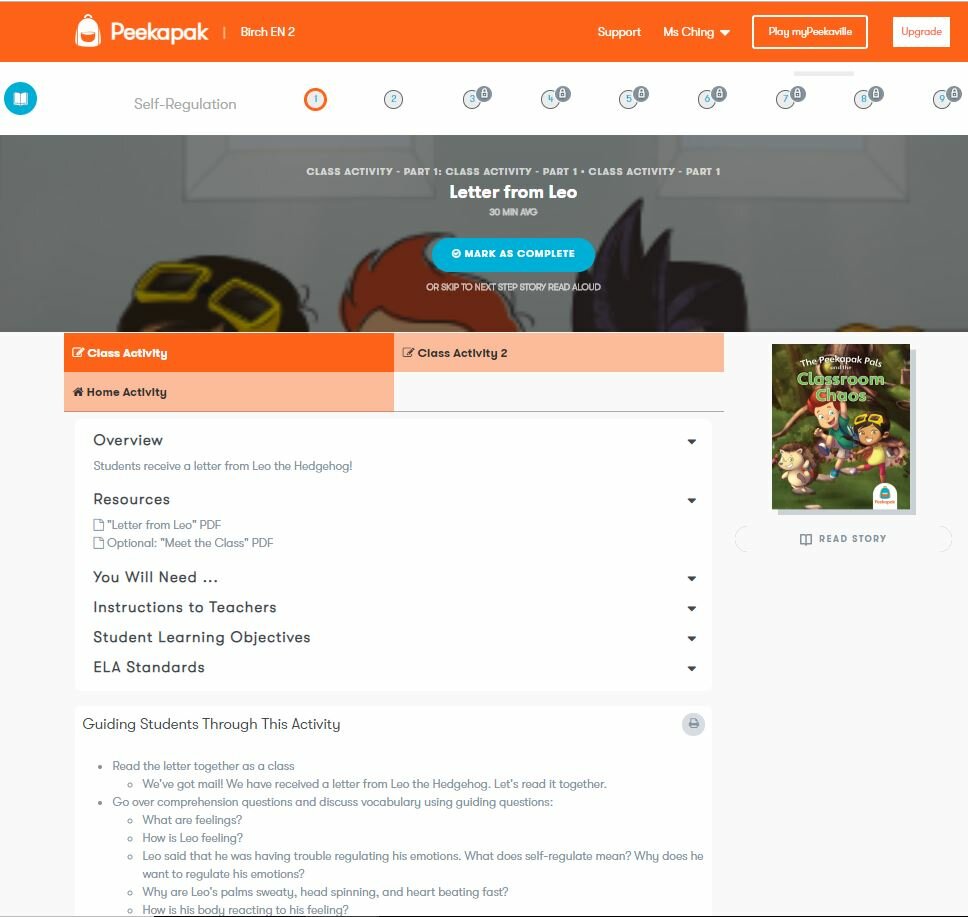 Peekapak | Birch EN 2 Support Ms Ching Play myPeekaville Upgrade
Self-Regulation 1 2 3 4 5 6 7 8 9
CLASS ACTIVITY - PART 1: CLASS ACTIVITY - PART 1 • CLASS ACTIVITY - PART 1
Letter from Leo
30 MIN AVG
MARK AS COMPLETE
OR SKIP TO NEXT STEP STORY READ ALOUD
Class Activity Class Activity 2
Home Activity
The Peekapak Pals
and the
Classroom
Chaos
Peekapak
READ STORY
Overview
Students receive a letter from Leo the Hedgehog!
Resources
"Letter from Leo" PDF
Optional: "Meet the Class" PDF
You Will Need ...
Instructions to Teachers
Student Learning Objectives
ELA Standards
Guiding Students Through This Activity
• Read the letter together as a class
◦ We've got mail! We have received a letter from Leo the Hedgehog. Let's read it together.
• Go over comprehension questions and discuss vocabulary using guiding questions:
◦ What are feelings?
◦ How is Leo feeling?
◦ Leo said that he was having trouble regulating his emotions. What does self-regulate mean? Why does he
want to regulate his emotions?
◦ Why are Leo's palms sweaty, head spinning, and heart beating fast?
◦ How is his body reacting to his feeling?